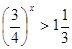 (3/4)^x > 1 1/3